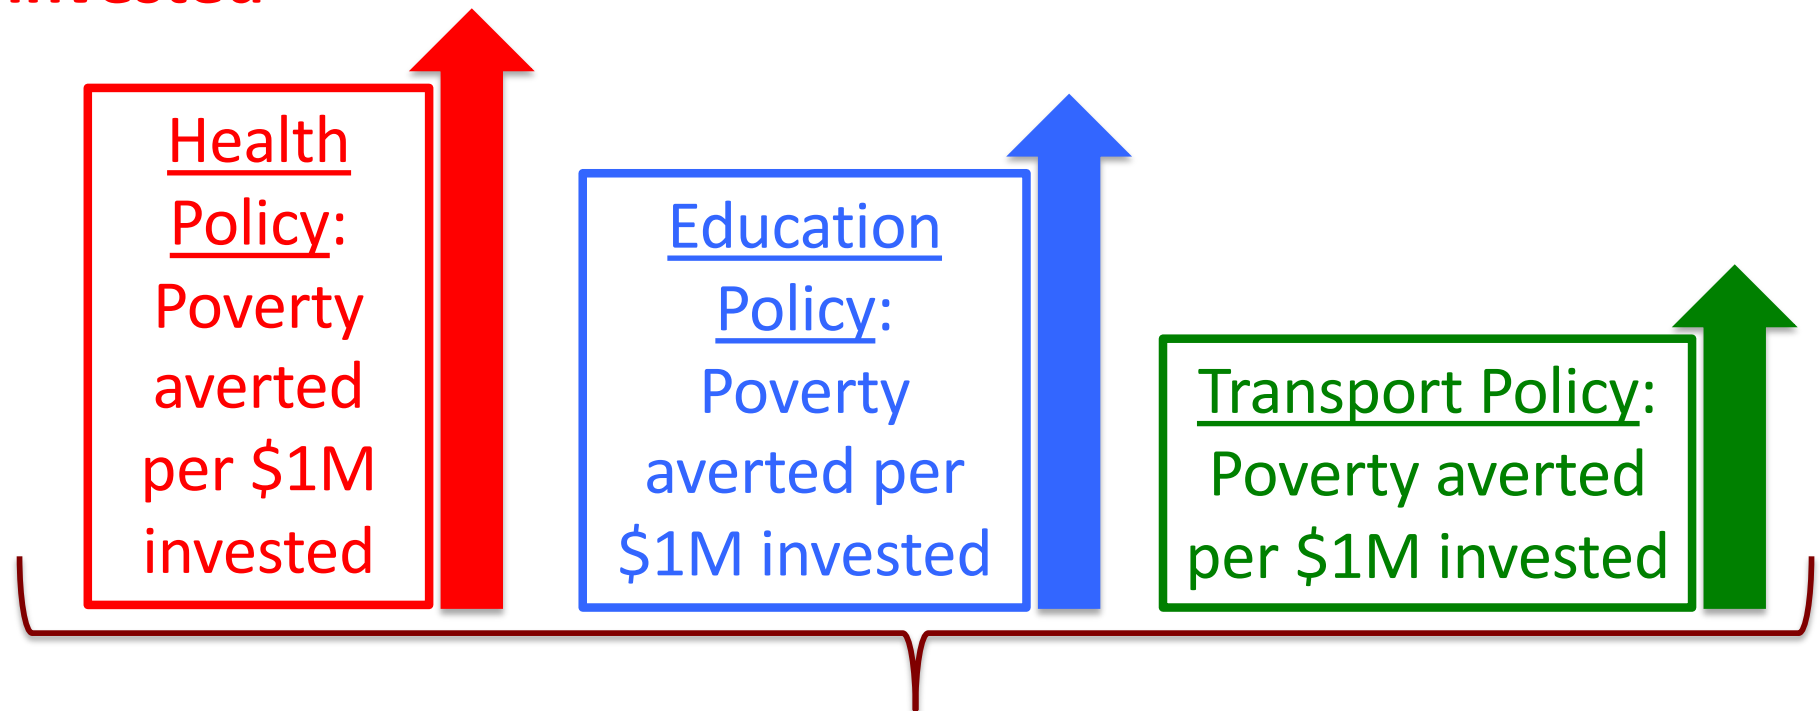 invested
Health
Policy:
Poverty
averted
per $1M
invested
Education
Policy:
Poverty
averted per
$1M invested
Transport Policy:
Poverty averted
per $1M invested